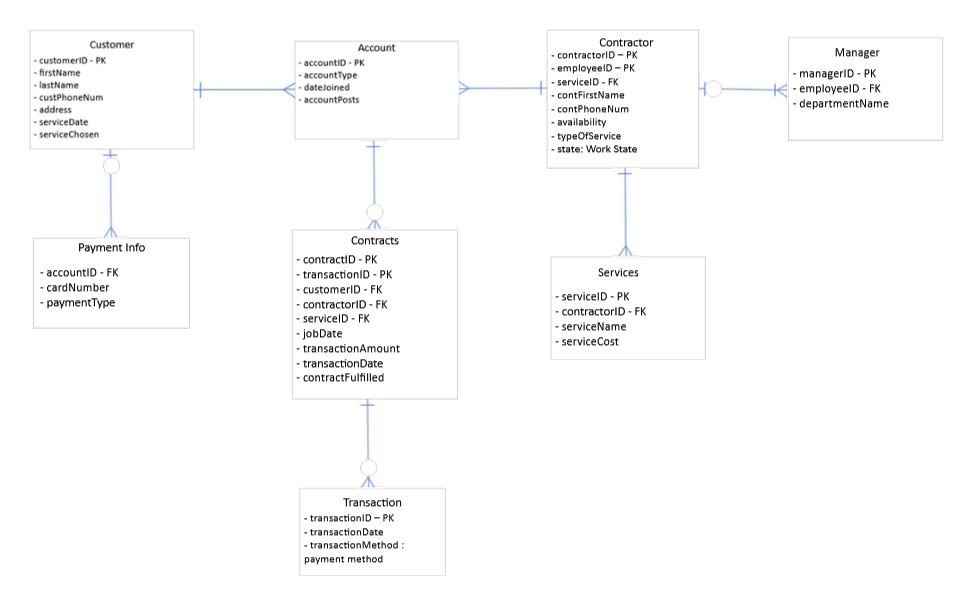 Customer
- customerID - PK
- firstName
- lastName
- custPhoneNum
- address
- serviceDate
- serviceChosen
Account
- accountID - PK
- accountType
- dateJoined
- accountPosts
Contractor
- contractorID – PK
- employeeID – PK
- serviceID - FK
- contFirstName
- contPhoneNum
- availability
- typeOfService
- state: Work State
Manager
- managerID - PK
- employeeID - FK
- departmentName
Payment Info
- accountID - FK
- cardNumber
- paymentType
Contracts
- contractID - PK
- transactionID - PK
- customerID - FK
- contractorID - FK
- serviceID - FK
- jobDate
- transactionAmount
- transactionDate
- contractFulfilled
Services
- serviceID - PK
- contractorID - FK
- serviceName
- serviceCost
Transaction
- transactionID – PK
- transactionDate
- transactionMethod :
payment method